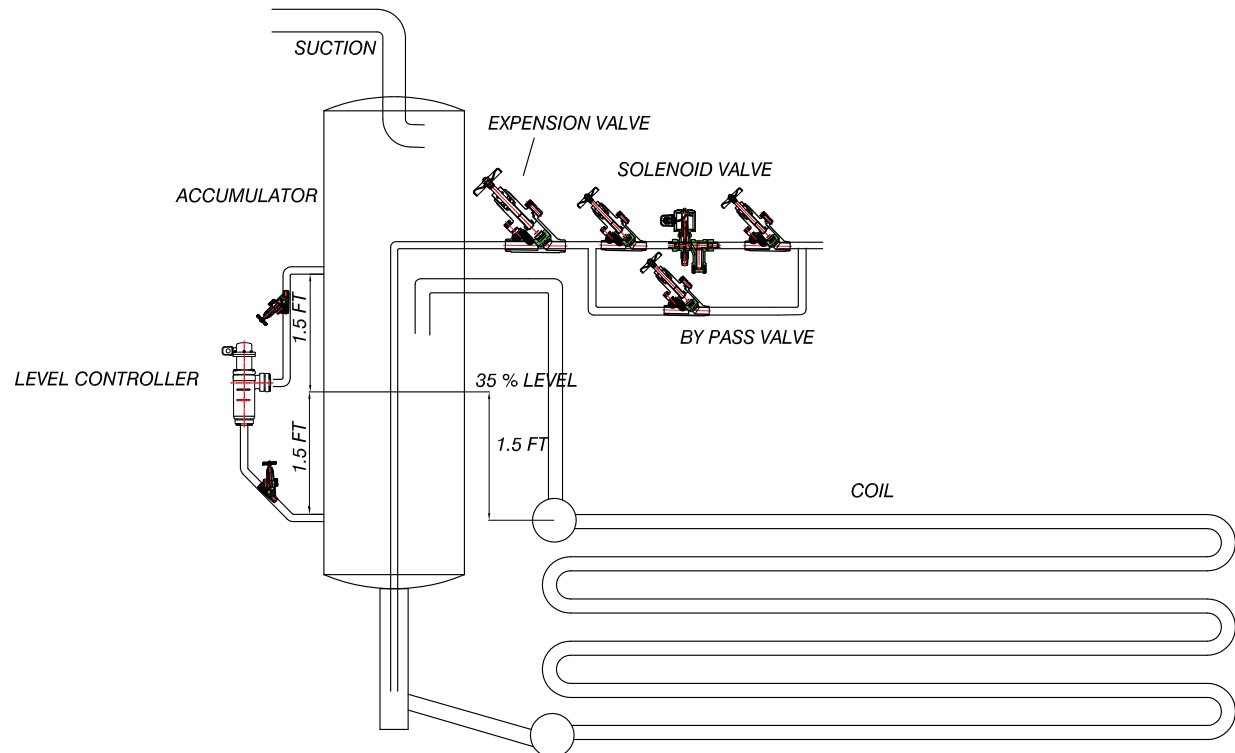 SUCTION
EXPENSION VALVE
SOLENOID VALVE
ACCUMULATOR
1.5 FT
BY PASS VALVE
LEVEL CONTROLLER
35 % LEVEL
1.5 FT
1.5 FT
COIL